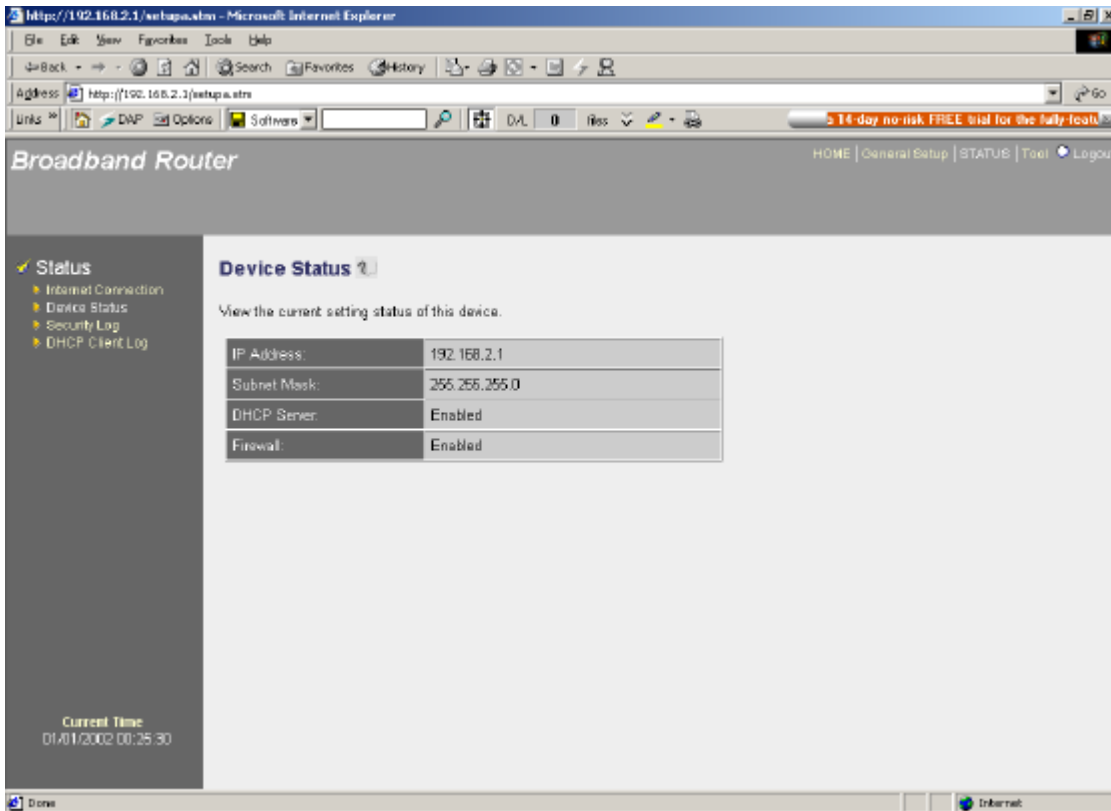 http://192.168.2.1/setupa.stm - Microsoft Internet Explorer
File Edit View Favorites Tools Help
Back Search Favorites History
Address http://192.168.2.1/setupa.stm Go
Links » DAP Options Software D/L 0 files 14-day no-risk FREE trial for the fully-featu
Broadband Router
HOME | General Setup | STATUS | Tool Logou
Status
Internet Connection
Device Status
Security Log
DHCP Client Log
Device Status
View the current setting status of this device.
IP Address: 192.168.2.1
Subnet Mask: 255.255.255.0
DHCP Server: Enabled
Firewall: Enabled
Current Time
01/01/2002 00:25:30
Done Internet